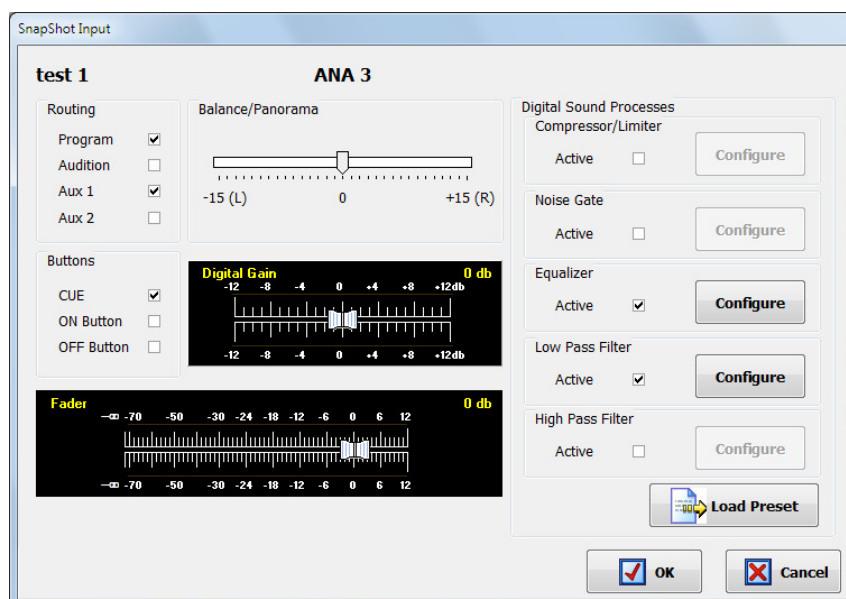 SnapShot Input
test 1 ANA 3
Routing
Program
Audition
Aux 1
Aux 2
Balance/Panorama
-15 (L) 0 +15 (R)
Buttons
CUE
ON Button
OFF Button
Digital Gain 0 db
-12 -8 -4 0 +4 +8 +12db
-12 -8 -4 0 +4 +8 +12db
Fader 0 db
-∞ -70 -50 -30 -24 -18 -12 -6 0 6 12
-∞ -70 -50 -30 -24 -18 -12 -6 0 6 12
Digital Sound Processes
Compressor/Limiter
Active Configure
Noise Gate
Active Configure
Equalizer
Active Configure
Low Pass Filter
Active Configure
High Pass Filter
Active Configure
Load Preset
OK Cancel